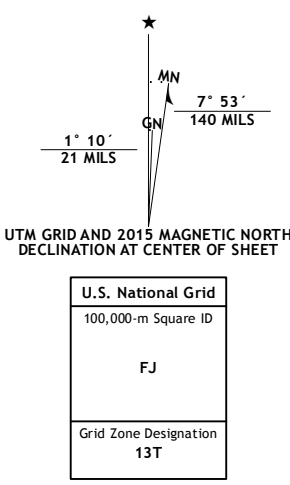 ★
MN
GN
7° 53´
140 MILS
1° 10´
21 MILS
UTM GRID AND 2015 MAGNETIC NORTH
DECLINATION AT CENTER OF SHEET
U.S. National Grid
100,000-m Square ID
FJ
Grid Zone Designation
13T